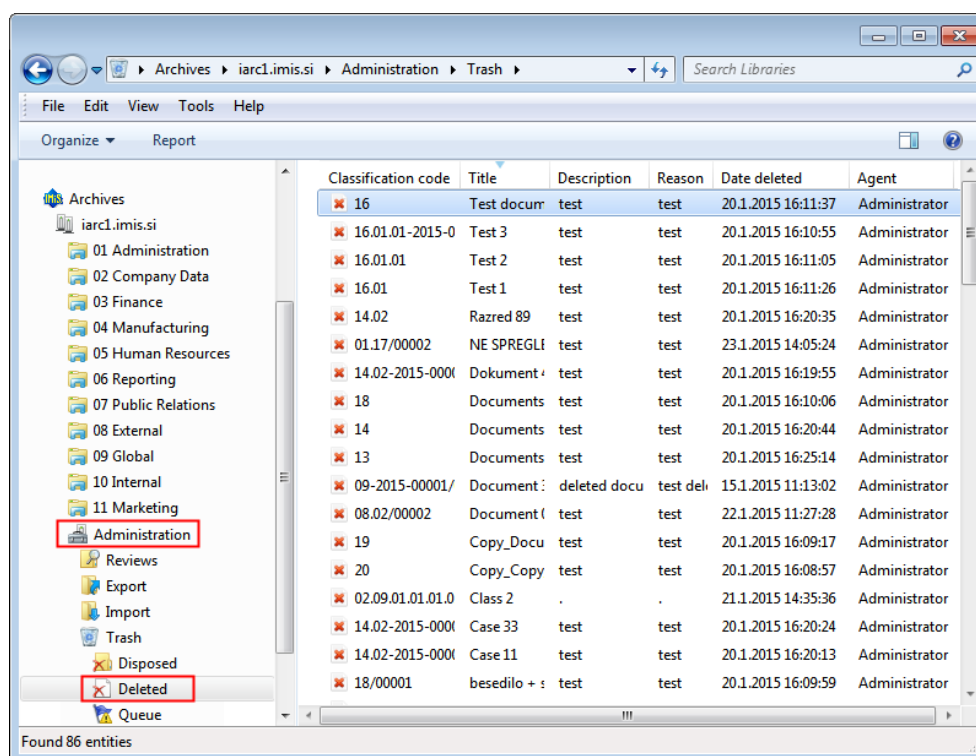 Archives iarc1.imis.si Administration Trash Search Libraries
File Edit View Tools Help
Organize Report
Classification code Title Description Reason Date deleted Agent
Archives
iarc1.imis.si
01 Administration
02 Company Data
03 Finance
04 Manufacturing
05 Human Resources
06 Reporting
07 Public Relations
08 External
09 Global
10 Internal
11 Marketing
Administration
Reviews
Export
Import
Trash
Disposed
Deleted
Queue
16 Test docum test test 20.1.2015 16:11:37 Administrator
16.01.01-2015-0 Test 3 test test 20.1.2015 16:10:55 Administrator
16.01.01 Test 2 test test 20.1.2015 16:11:05 Administrator
16.01 Test 1 test test 20.1.2015 16:11:26 Administrator
14.02 Razred 89 test test 20.1.2015 16:20:35 Administrator
01.17/00002 NE SPREGLE test test 23.1.2015 14:05:24 Administrator
14.02-2015-000 Dokument test test 20.1.2015 16:19:55 Administrator
18 Documents test test 20.1.2015 16:10:06 Administrator
14 Documents test test 20.1.2015 16:20:44 Administrator
13 Documents test test 20.1.2015 16:25:14 Administrator
09-2015-00001/ Document deleted docu test del 15.1.2015 11:13:02 Administrator
08.02/00002 Document test test 22.1.2015 11:27:28 Administrator
19 Copy_Docu test test 20.1.2015 16:09:17 Administrator
20 Copy_Copy test test 20.1.2015 16:08:57 Administrator
02.09.01.01.01.0 Class 2 . . 21.1.2015 14:35:36 Administrator
14.02-2015-000 Case 33 test test 20.1.2015 16:20:24 Administrator
14.02-2015-000 Case 11 test test 20.1.2015 16:20:13 Administrator
18/00001 besedilo + s test test 20.1.2015 16:09:59 Administrator
Found 86 entities